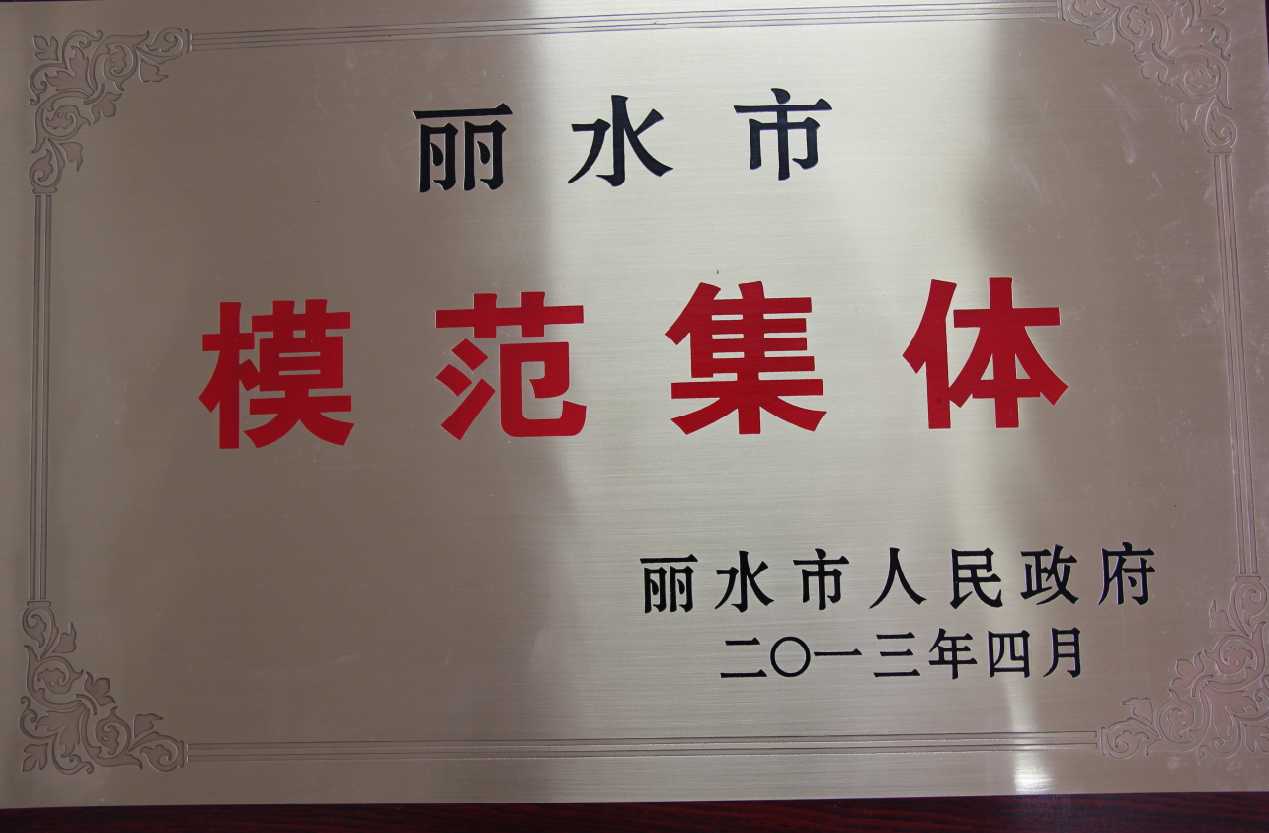 丽水市
模范集体
丽水市人民政府
二〇一三年四月